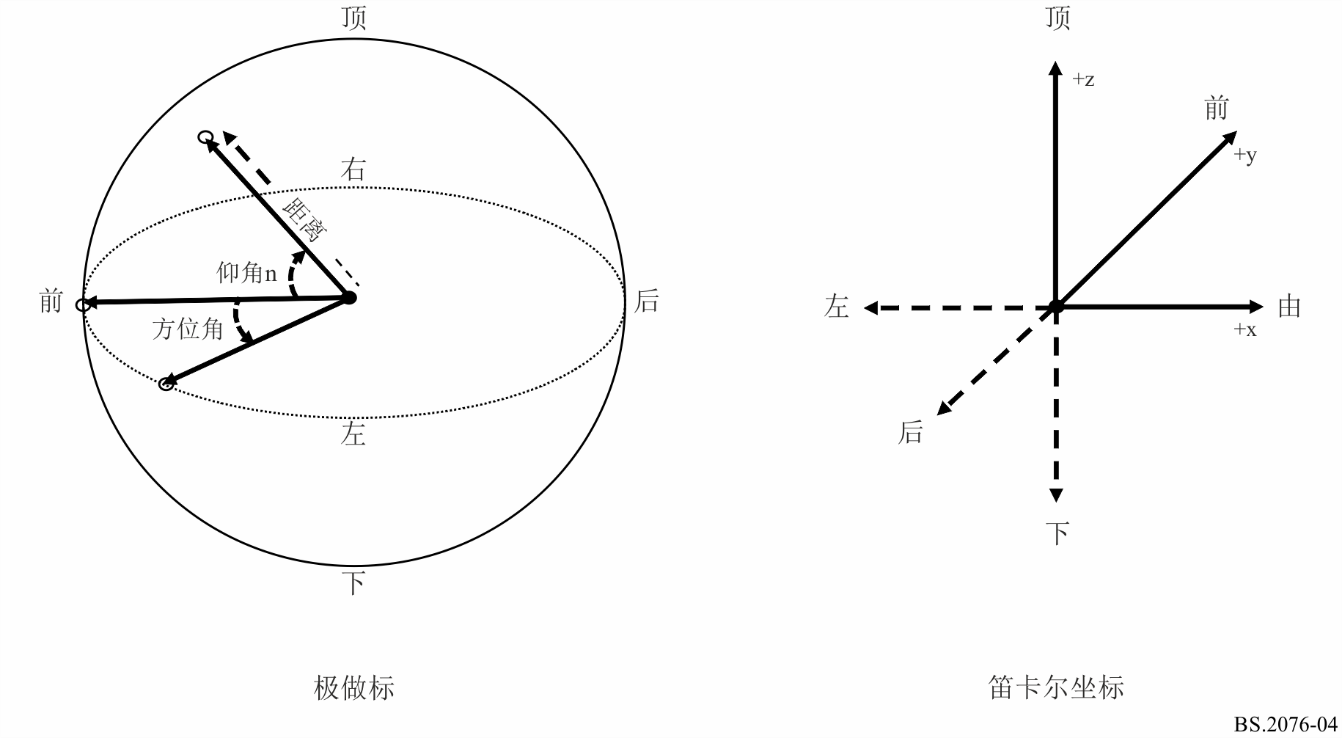 顶
右
距离
仰角n
前
后
方位角
左
下
极做标
顶
+z
前
+y
左
由
+x
后
下
笛卡尔坐标
BS.2076-04